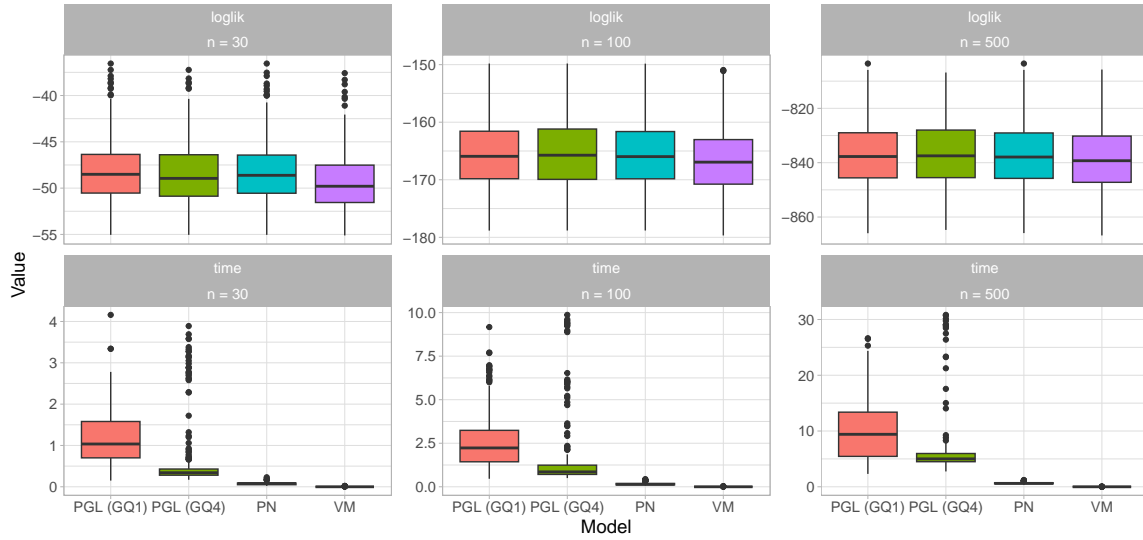 loglik
n = 30
loglik
n = 100
loglik
n = 500
−40
−45
−50
−55
−150
−160
−170
−180
−820
−840
−860
Value
time
n = 30
time
n = 100
time
n = 500
4
3
2
1
0
10.0
7.5
5.0
2.5
0.0
30
20
10
0
PGL (GQ1) PGL (GQ4) PN VM
PGL (GQ1) PGL (GQ4) PN VM
PGL (GQ1) PGL (GQ4) PN VM
Model